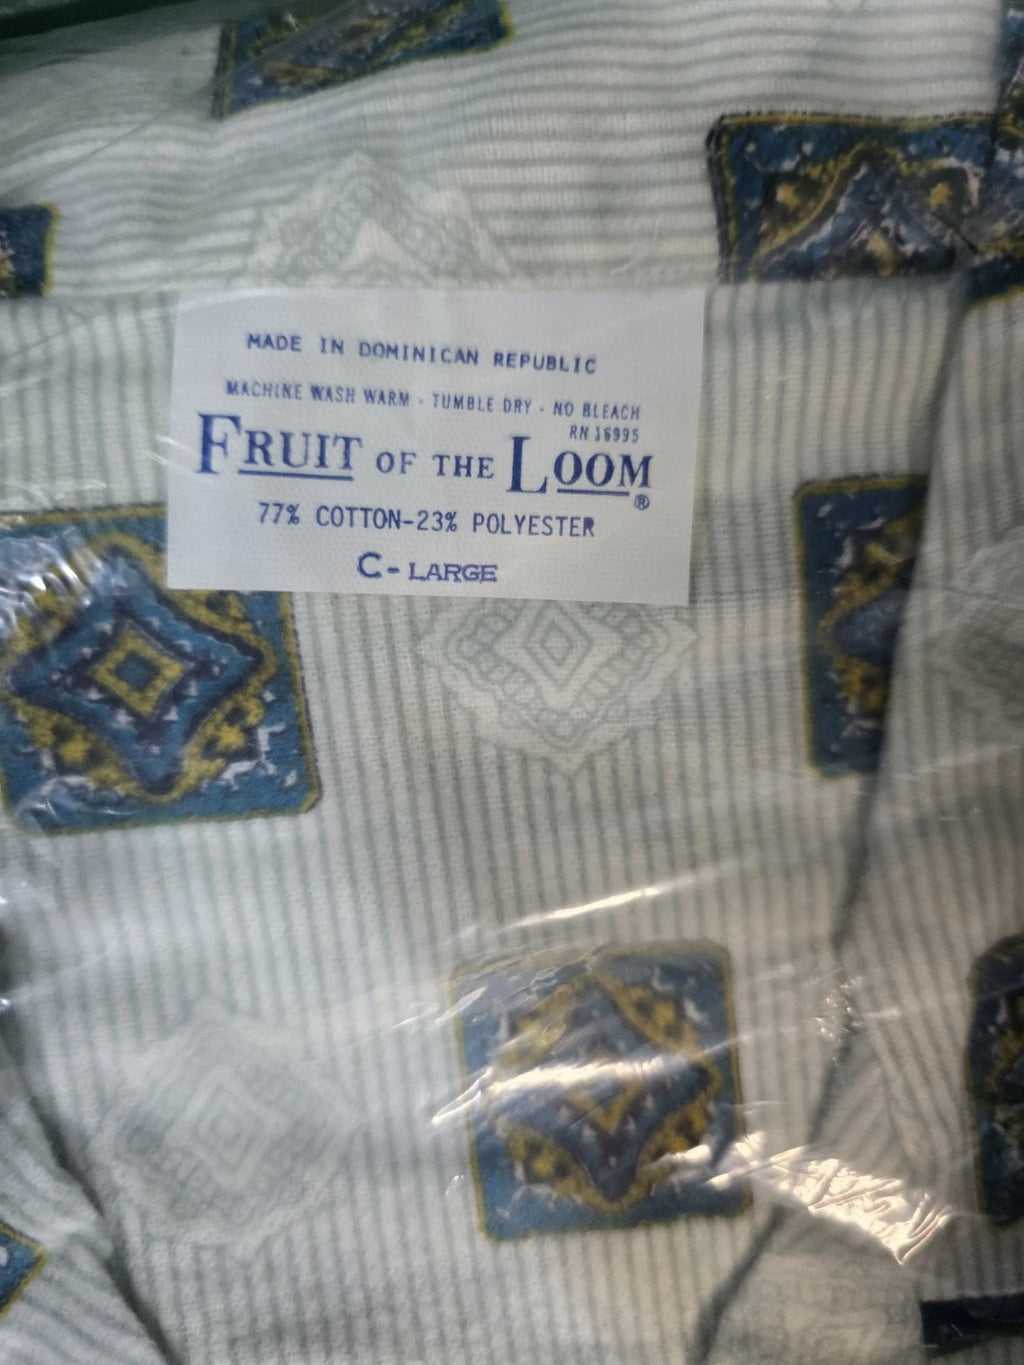 MADE IN DOMINICAN REPUBLIC
MACHINE WASH WARM - TUMBLE DRY - NO BLEACH
RN 16995
FRUIT OF THE LOOM®
77% COTTON-23% POLYESTER
C - LARGE